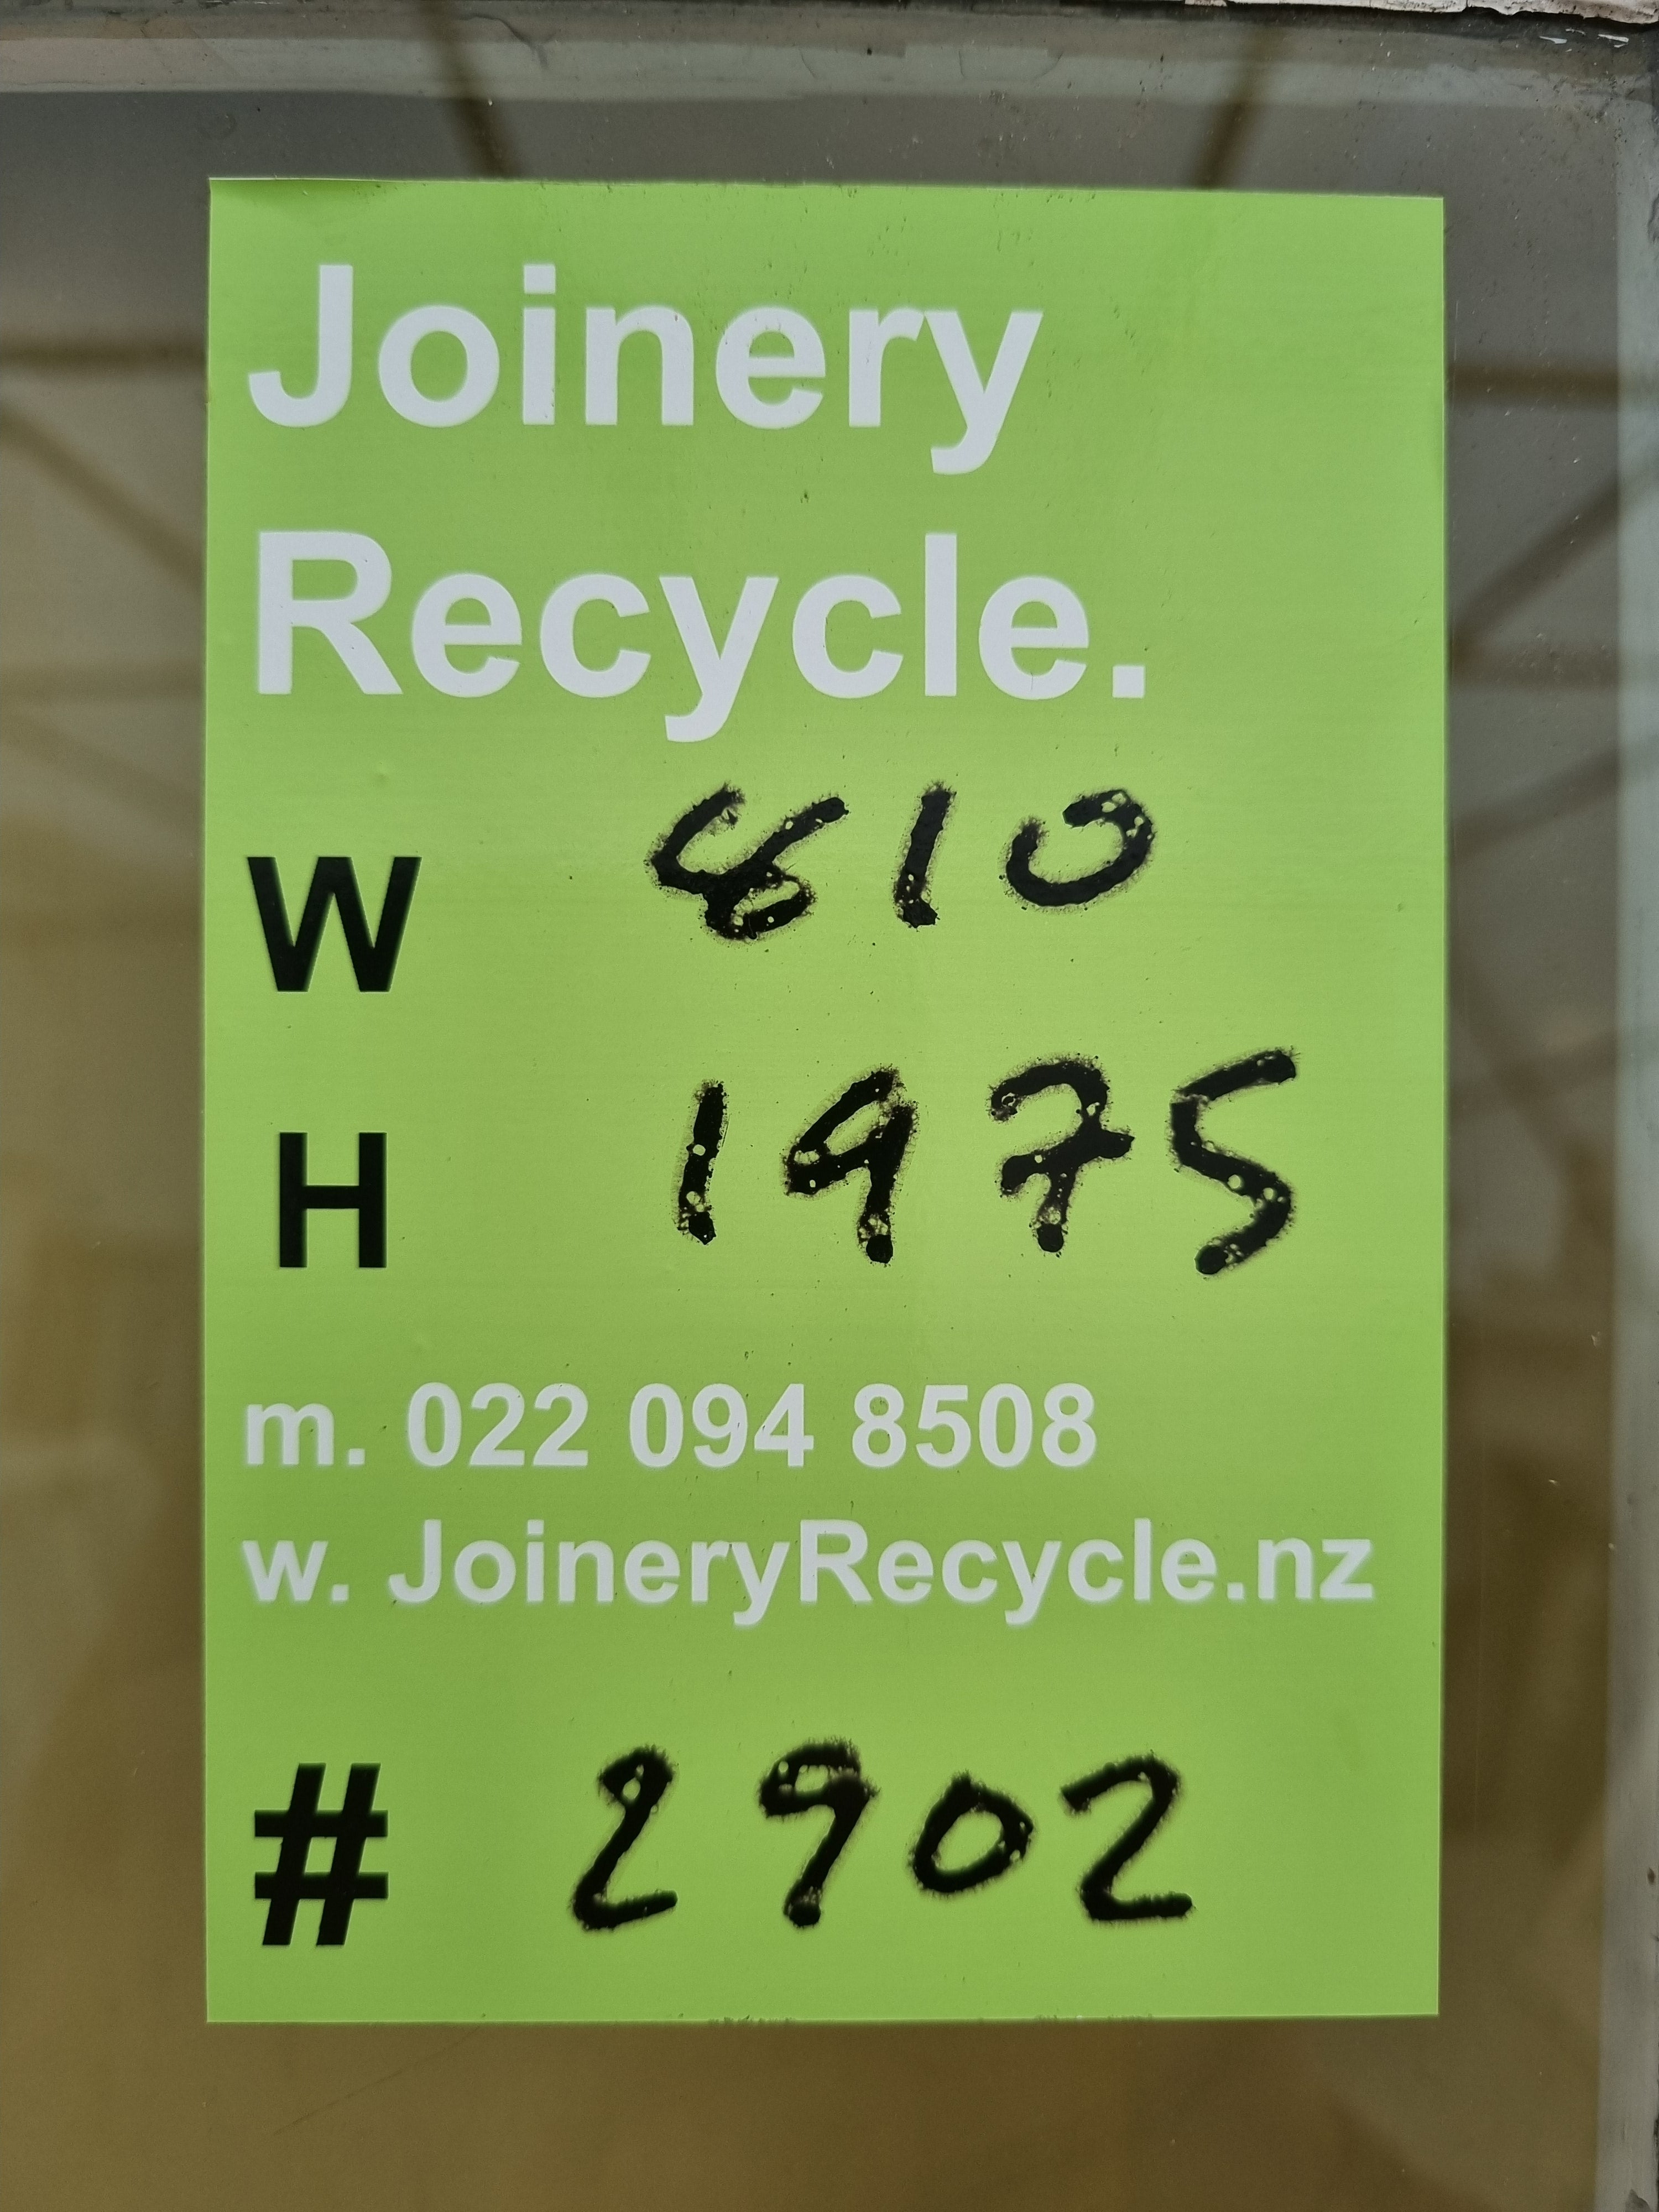 Joinery
Recycle.
W 810
H 1975
m. 022 094 8508
w. JoineryRecycle.nz
# 2902